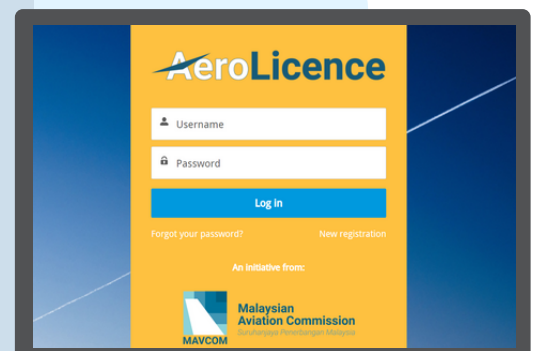 AeroLicence
Username
Password
Log in
Forgot your password?
New registration
An initiative from:
Malaysian
Aviation Commission
Suruhanjaya Penerbangan Malaysia
MAVCOM